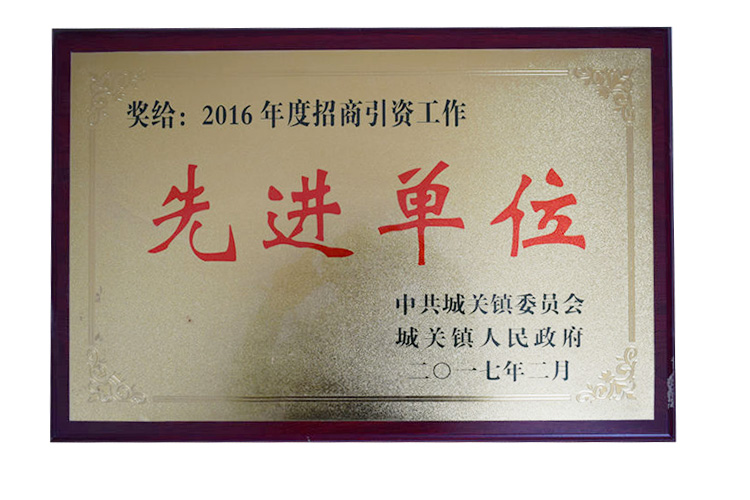 奖给：2016年度招商引资工作
先进单位
中共城关镇委员会
城关镇人民政府
二〇一七年二月